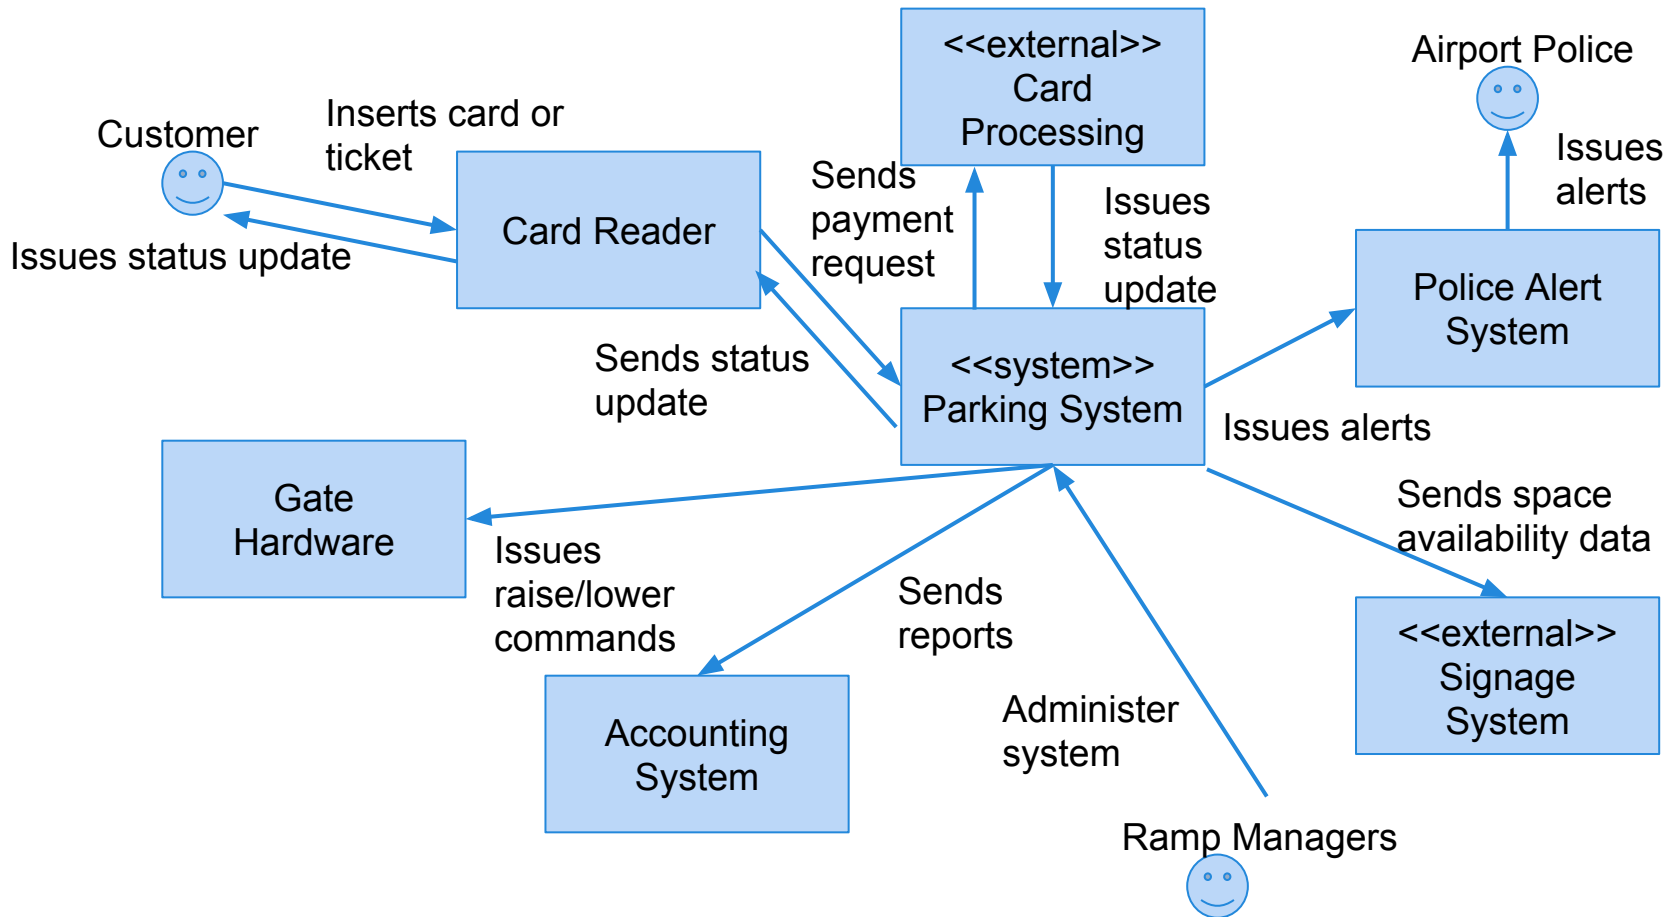 <<external>>
Card
Processing
Airport Police
Customer
Inserts card or
ticket
Issues
alerts
Sends
payment
request
Issues
status
update
Card Reader
Issues status update
Police Alert
System
Sends status
update
<<system>>
Parking System
Issues alerts
Gate
Hardware
Sends space
availability data
Issues
raise/lower
commands
Sends
reports
<<external>>
Signage
System
Accounting
System
Administer
system
Ramp Managers